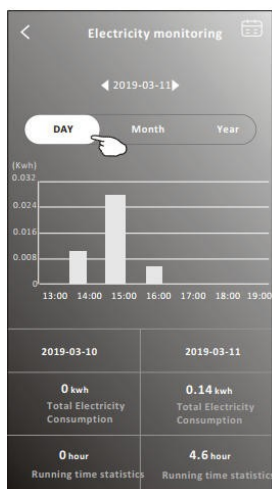 Electricity monitoring
2019-03-11
DAY Month Year
(Kwh)
0.032
0.024
0.016
0.008
0
13:00 14:00 15:00 16:00 17:00 18:00 19:00
2019-03-10 2019-03-11
0 kwh 0.14 kwh
Total Electricity Total Electricity
Consumption Consumption
0 hour 4.6 hour
Running time statistics Running time statistics